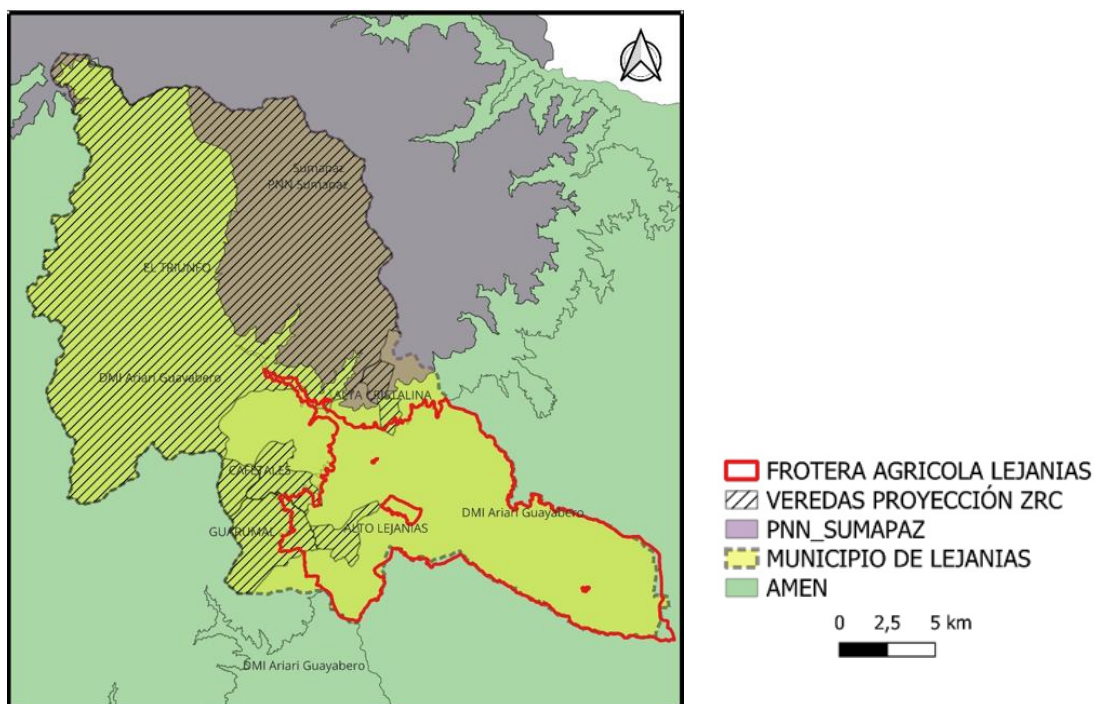 Sumapaz
PNN Sumapaz
EL TRIUNFO
DMI Ariari Guayabero
ALTA CRISTALINA
CAFETALES
GUARUMAL
ALTO LEJANIAS
DMI Ariari Guayabero
DMI Ariari Guayabero
FROTERA AGRICOLA LEJANIAS
VEREDAS PROYECCIÓN ZRC
PNN_SUMAPAZ
MUNICIPIO DE LEJANIAS
AMEN
0 2,5 5 km